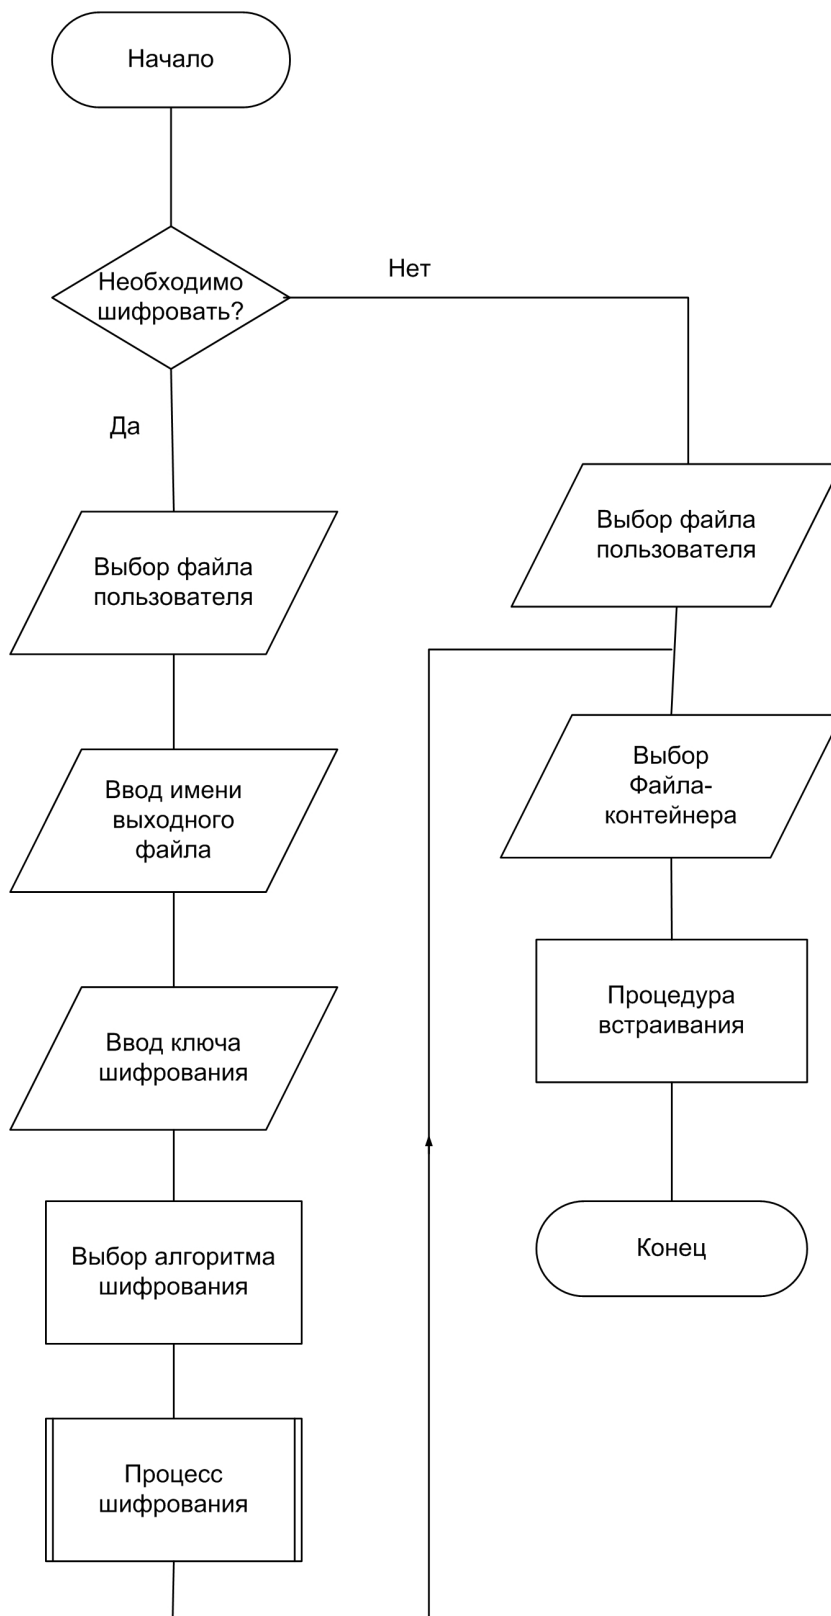 Начало
Необходимо
шифровать?
Нет
Да
Выбор файла
пользователя
Ввод имени
выходного
файла
Ввод ключа
шифрования
Выбор алгоритма
шифрования
Процесс
шифрования
Выбор файла
пользователя
Выбор
Файла-
контейнера
Процедура
встраивания
Конец